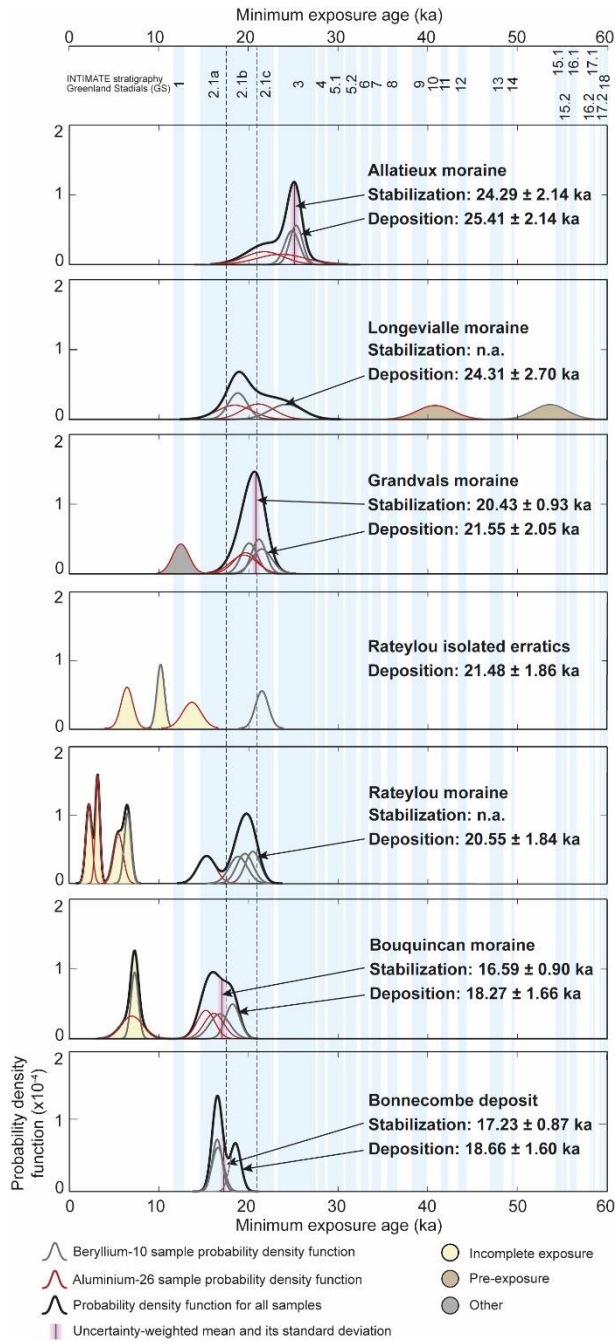 Minimum exposure age (ka)
0 10 20 30 40 50 60
INTIMATE stratigraphy
Greenland Stadials (GS)
1 2.1a 2.1b 2.1c 3 4 5.1 5.2 6 7 8 9 10 11 12 13 14 15.1 15.2 16.1 16.2 17.1 17.2 18
2
Allatieux moraine
Stabilization: 24.29 ± 2.14 ka
1
Deposition: 25.41 ± 2.14 ka
0
2
Longevialle moraine
Stabilization: n.a.
1
Deposition: 24.31 ± 2.70 ka
0
2
Grandvals moraine
Stabilization: 20.43 ± 0.93 ka
1
Deposition: 21.55 ± 2.05 ka
0
2
Rateylou isolated erratics
Deposition: 21.48 ± 1.86 ka
1
0
2
Rateylou moraine
Stabilization: n.a.
1
Deposition: 20.55 ± 1.84 ka
0
2
Bouquincan moraine
Stabilization: 16.59 ± 0.90 ka
1
Deposition: 18.27 ± 1.66 ka
0
2
Bonnecombe deposit
Stabilization: 17.23 ± 0.87 ka
1
Deposition: 18.66 ± 1.60 ka
0
Probability density
function (x10⁻⁴)
0 10 20 30 40 50 60
Minimum exposure age (ka)
Beryllium-10 sample probability density function
Incomplete exposure
Aluminium-26 sample probability density function
Pre-exposure
Probability density function for all samples
Other
Uncertainty-weighted mean and its standard deviation